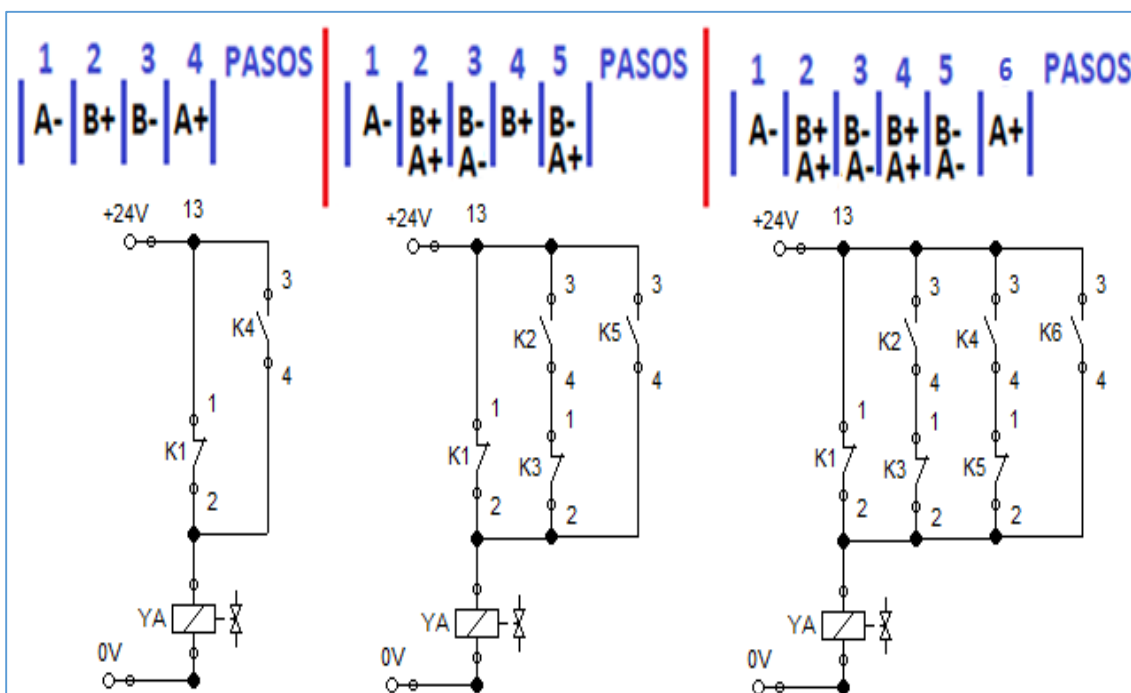 1 2 3 4 PASOS
A- B+ B- A+
+24V 13
3
K4
4
1
K1
2
YA
0V
1 2 3 4 5 PASOS
A- B+ B- B+ B-
A+ A- A+
+24V 13
3 3
K2 K5
4 4
1 1
K1 K3
2 2
YA
0V
1 2 3 4 5 6 PASOS
A- B+ B- B+ B- A+
A+ A- A+ A-
+24V 13
3 3 3
K2 K4 K6
4 4 4
1 1 1
K1 K3 K5
2 2 2
YA
0V